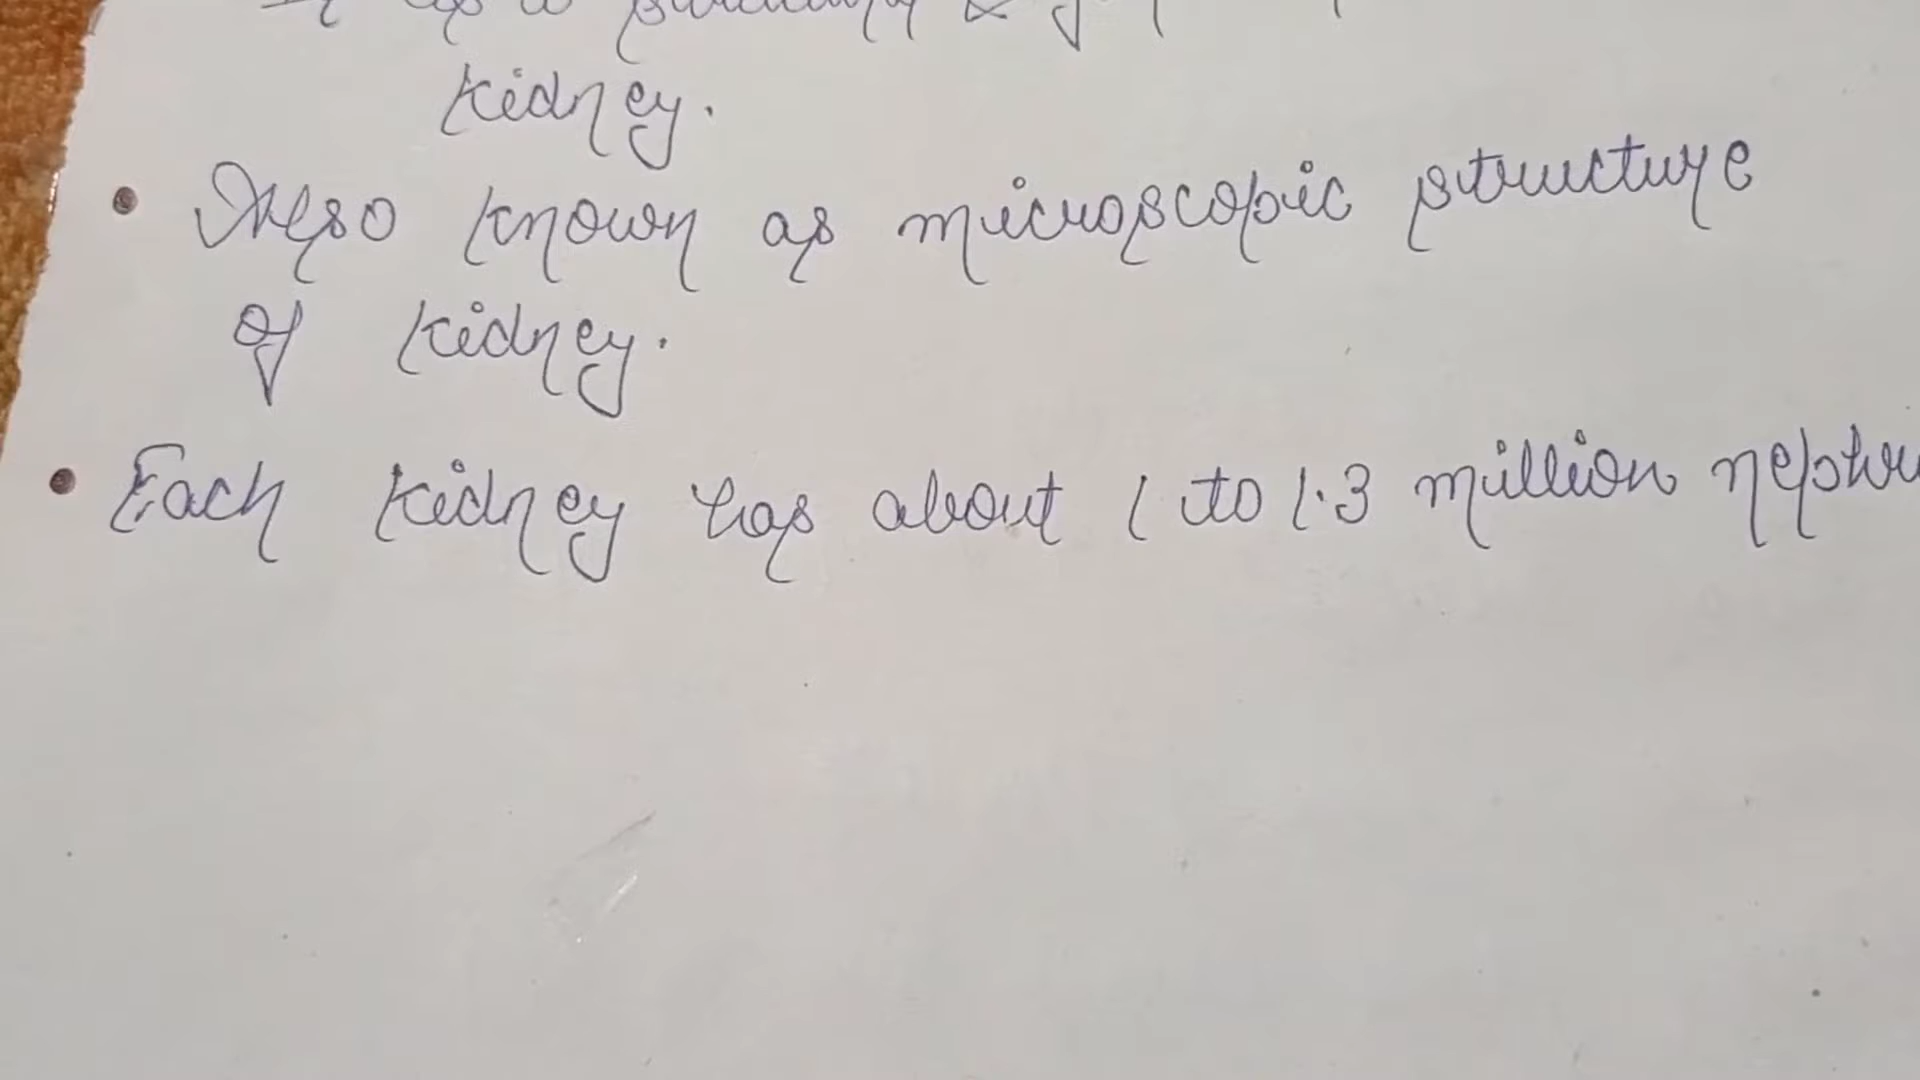 kidney.
• Also known as microscopic structure
of kidney.
• Each kidney has about 1 to 1.3 million